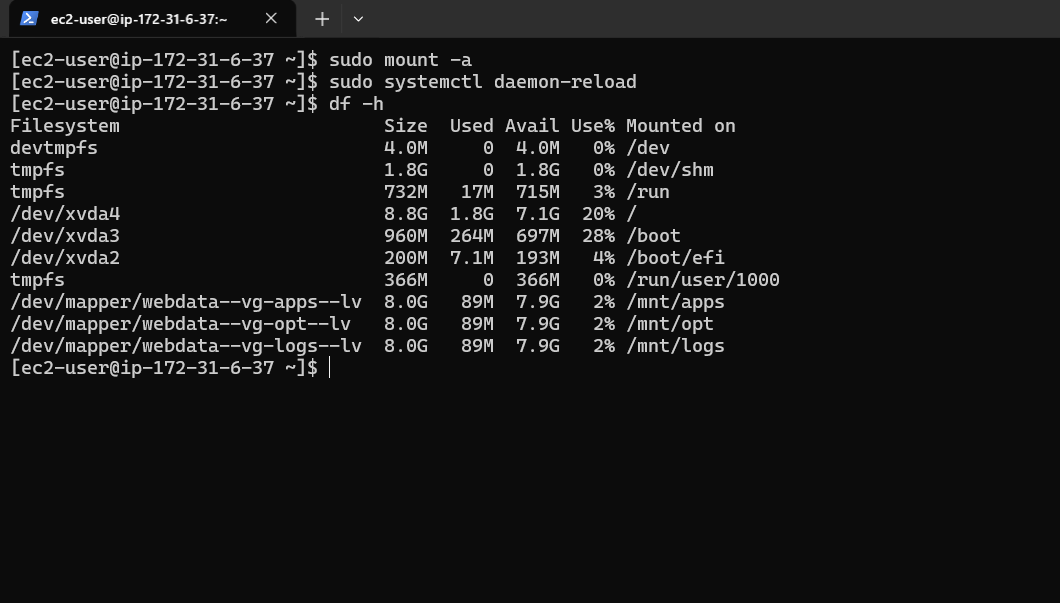 ec2-user@ip-172-31-6-37:~
[ec2-user@ip-172-31-6-37 ~]$ sudo mount -a
[ec2-user@ip-172-31-6-37 ~]$ sudo systemctl daemon-reload
[ec2-user@ip-172-31-6-37 ~]$ df -h
Filesystem                        Size  Used Avail Use% Mounted on
devtmpfs                          4.0M     0  4.0M   0% /dev
tmpfs                             1.8G     0  1.8G   0% /dev/shm
tmpfs                             732M   17M  715M   3% /run
/dev/xvda4                        8.8G  1.8G  7.1G  20% /
/dev/xvda3                        960M  264M  697M  28% /boot
/dev/xvda2                        200M  7.1M  193M   4% /boot/efi
tmpfs                             366M     0  366M   0% /run/user/1000
/dev/mapper/webdata--vg-apps--lv  8.0G   89M  7.9G   2% /mnt/apps
/dev/mapper/webdata--vg-opt--lv   8.0G   89M  7.9G   2% /mnt/opt
/dev/mapper/webdata--vg-logs--lv  8.0G   89M  7.9G   2% /mnt/logs
[ec2-user@ip-172-31-6-37 ~]$